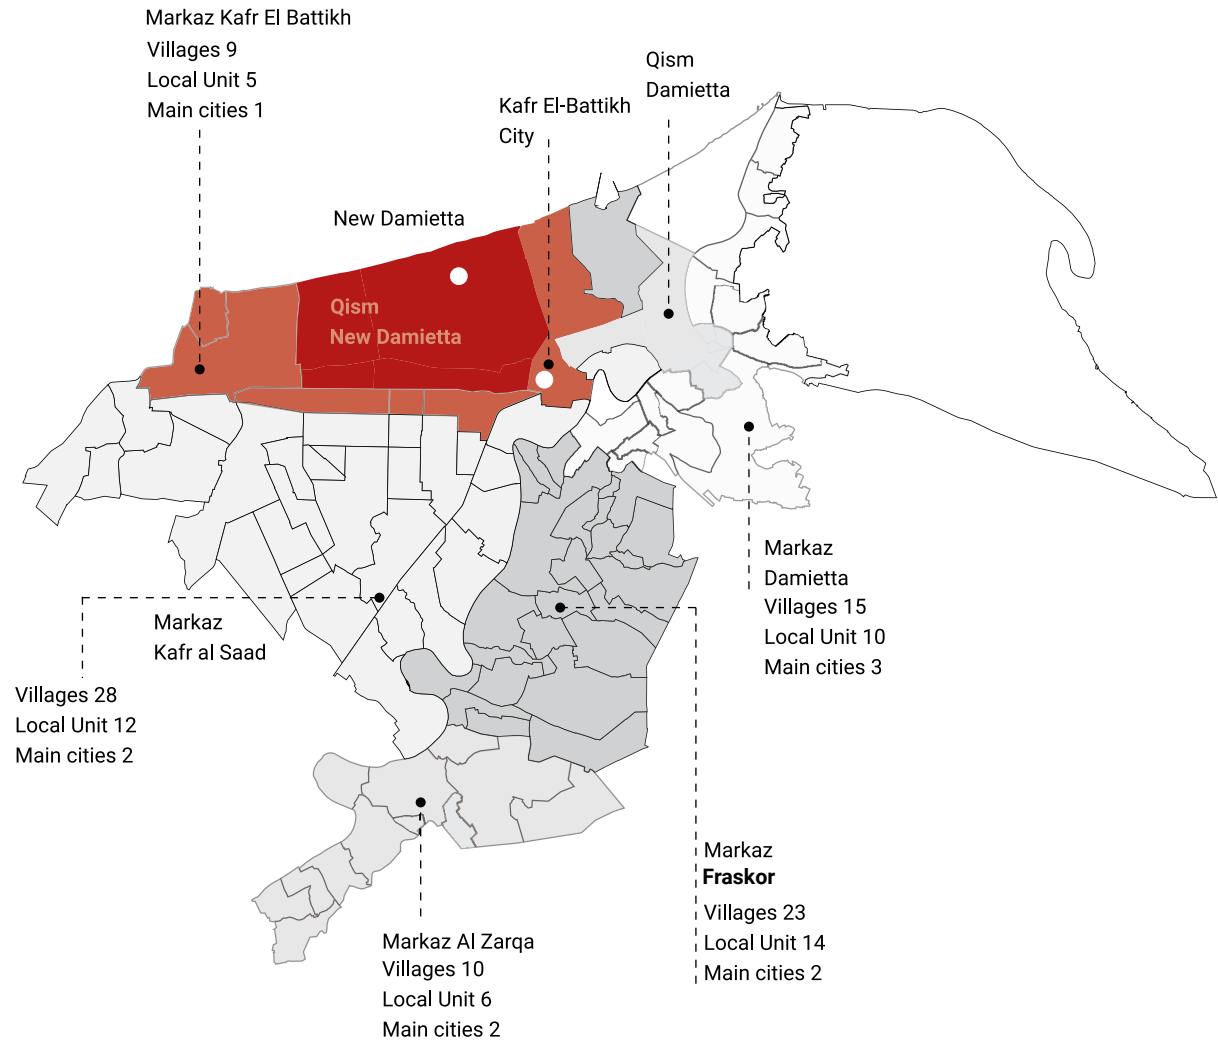 Markaz Kafr El Battikh
Villages 9
Local Unit 5
Main cities 1
Qism
Damietta
Kafr El-Battikh
City
New Damietta
Qism
New Damietta
Markaz
Damietta
Villages 15
Local Unit 10
Main cities 3
Markaz
Kafr al Saad
Villages 28
Local Unit 12
Main cities 2
Markaz
Fraskor
Villages 23
Local Unit 14
Main cities 2
Markaz Al Zarqa
Villages 10
Local Unit 6
Main cities 2